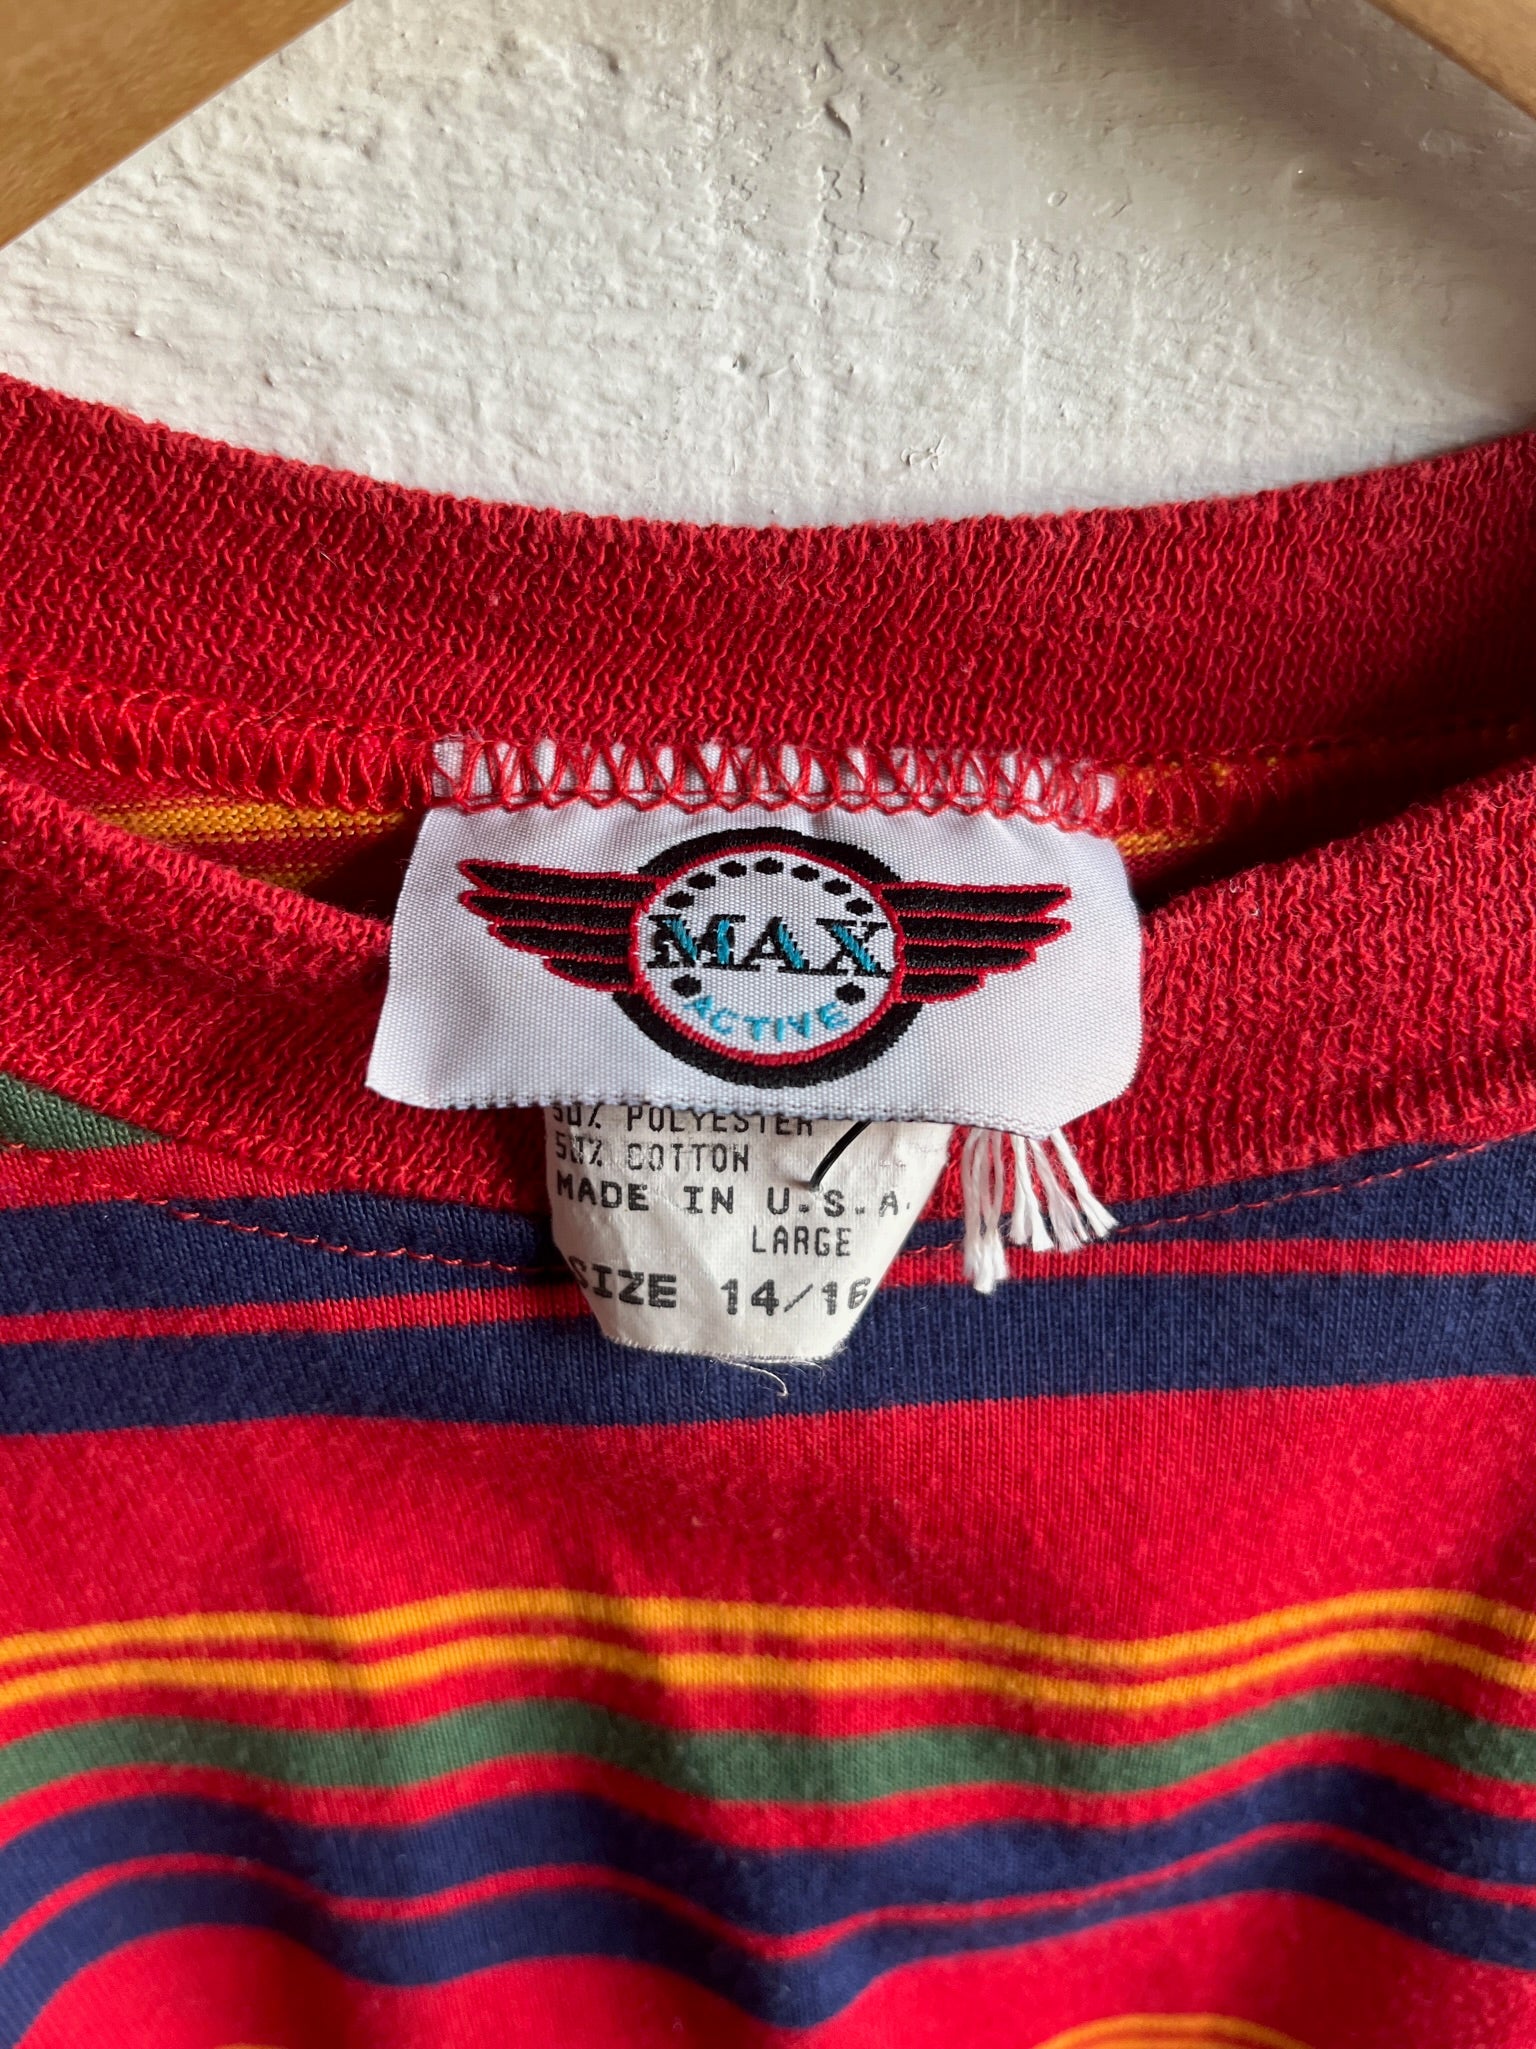 MAX
ACTIVE
50% POLYESTER
50% COTTON
MADE IN U.S.A.
LARGE
SIZE 14/16